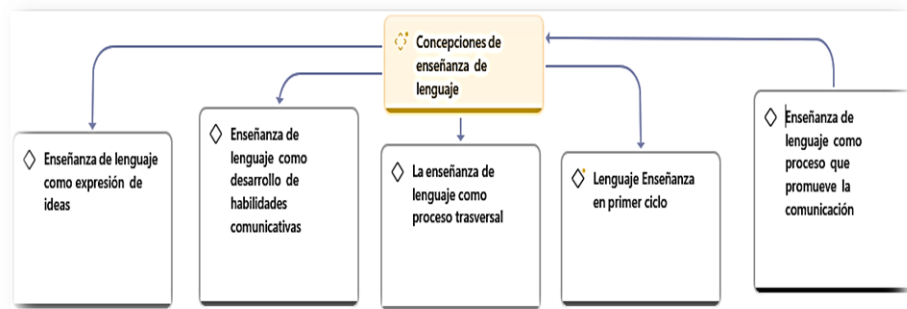 Concepciones de
enseñanza de
lenguaje
Enseñanza de lenguaje
como expresión de
ideas
Enseñanza de
lenguaje como
desarrollo de
habilidades
comunicativas
La enseñanza de
lenguaje como
proceso trasversal
Lenguaje Enseñanza
en primer ciclo
Enseñanza de
lenguaje como
proceso que
promueve la
comunicación